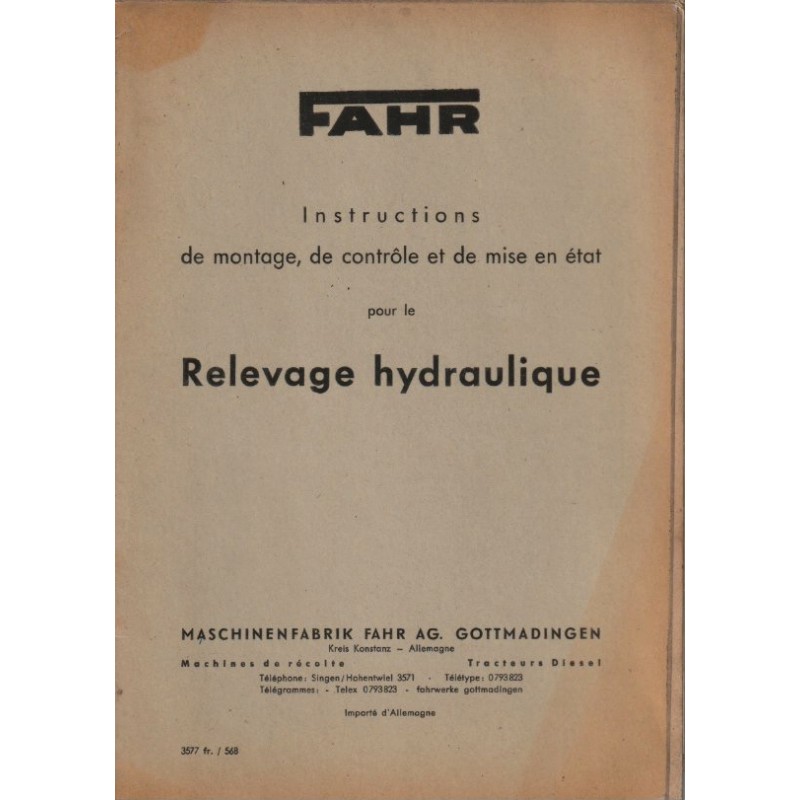 FAHR
Instructions
de montage, de contrôle et de mise en état
pour le
Relevage hydraulique
MASCHINENFABRIK FAHR AG. GOTTMADINGEN
Kreis Konstanz – Allemagne
Machines de récolte Tracteurs Diesel
Téléphone: Singen/Hohentwiel 3571 - Télétype: 0793823
Télégrammes: - Telex 0793823 - fahrwerke gottmadingen
Importé d'Allemagne
3577 fr. / 568